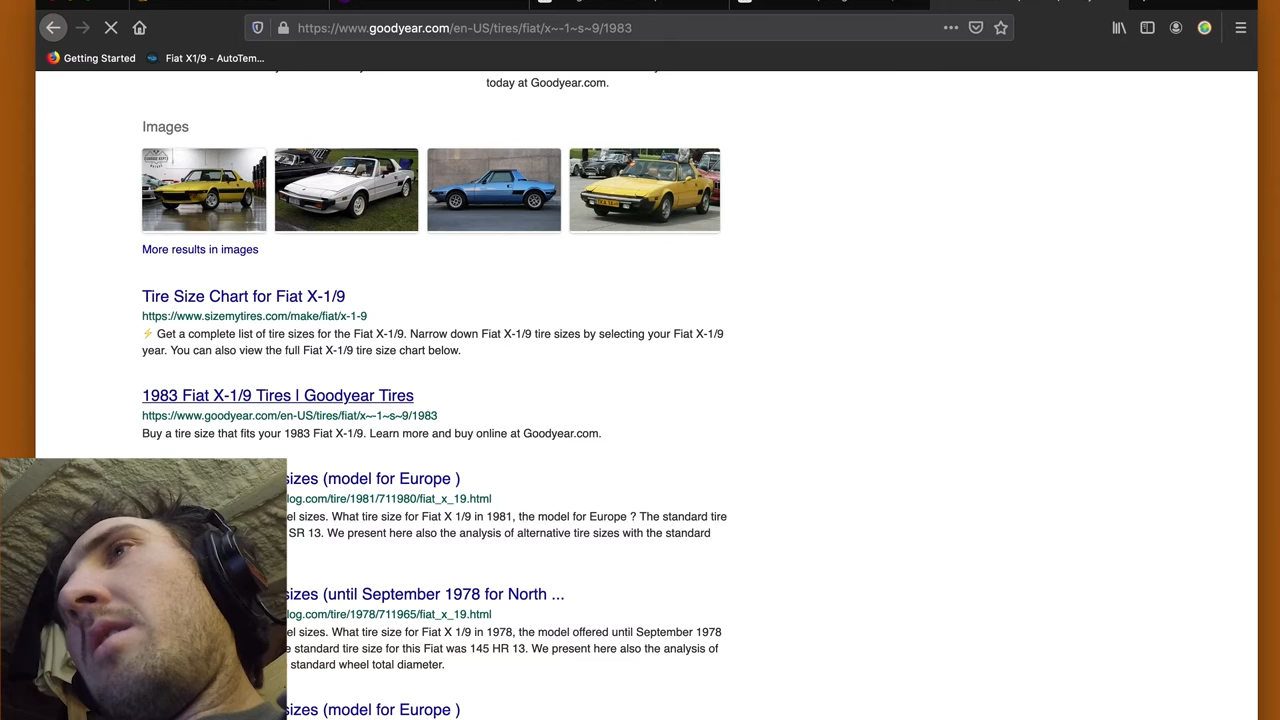 https://www.goodyear.com/en-US/tires/fiat/x~-1~s~9/1983
Getting Started
Fiat X1/9 - AutoTem...
today at Goodyear.com.
Images
More results in images
Tire Size Chart for Fiat X-1/9
https://www.sizemytires.com/make/fiat/x-1-9
⚡ Get a complete list of tire sizes for the Fiat X-1/9. Narrow down Fiat X-1/9 tire sizes by selecting your Fiat X-1/9
year. You can also view the full Fiat X-1/9 tire size chart below.
1983 Fiat X-1/9 Tires | Goodyear Tires
https://www.goodyear.com/en-US/tires/fiat/x~-1~s~9/1983
Buy a tire size that fits your 1983 Fiat X-1/9. Learn more and buy online at Goodyear.com.
sizes (model for Europe )
log.com/tire/1981/711980/fiat_x_19.html
el sizes. What tire size for Fiat X 1/9 in 1981, the model for Europe ? The standard tire
SR 13. We present here also the analysis of alternative tire sizes with the standard
sizes (until September 1978 for North ...
log.com/tire/1978/711965/fiat_x_19.html
el sizes. What tire size for Fiat X 1/9 in 1978, the model offered until September 1978
e standard tire size for this Fiat was 145 HR 13. We present here also the analysis of
standard wheel total diameter.
sizes (model for Europe )